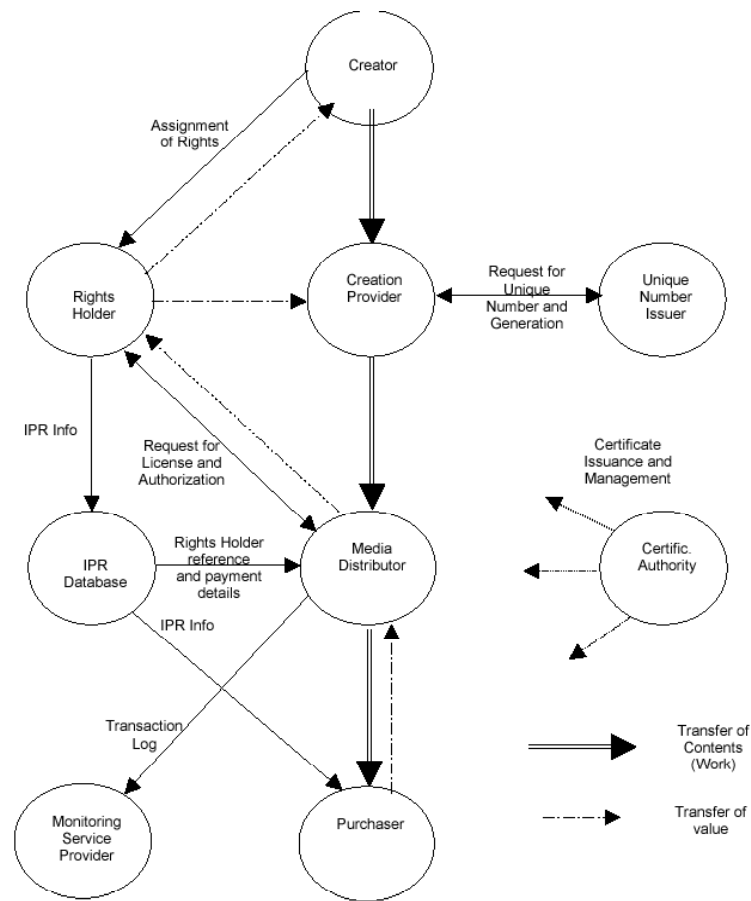 Creator
Assignment
of Rights
Rights
Holder
Creation
Provider
Request for
Unique
Number and
Generation
Unique
Number
Issuer
IPR Info
Request for
License and
Authorization
Certificate
Issuance and
Management
IPR
Database
Rights Holder
reference
and payment
details
Media
Distributor
Certific.
Authority
IPR Info
Transaction
Log
Transfer of
Contents
(Work)
Monitoring
Service
Provider
Purchaser
Transfer of
value